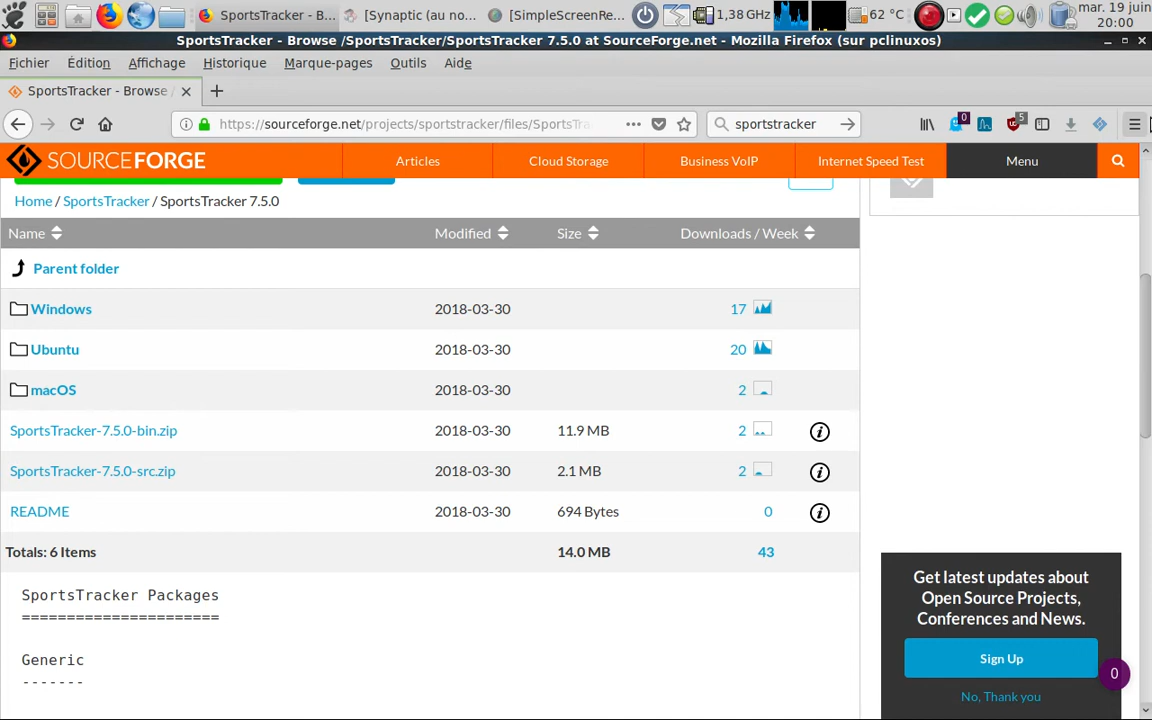 SportsTracker - B...
[Synaptic (au no...
[SimpleScreenRe...
1,38 GHz
62 °C
mar. 19 juin
20:00
SportsTracker - Browse /SportsTracker/SportsTracker 7.5.0 at SourceForge.net - Mozilla Firefox (sur pclinuxos)
Fichier Édition Affichage Historique Marque-pages Outils Aide
SportsTracker - Browse /
https://sourceforge.net/projects/sportstracker/files/SportsTra
sportstracker
0
5
SOURCEFORGE
Articles
Cloud Storage
Business VoIP
Internet Speed Test
Menu
Home / SportsTracker / SportsTracker 7.5.0
Name Modified Size Downloads / Week
Parent folder
Windows 2018-03-30 17
Ubuntu 2018-03-30 20
macOS 2018-03-30 2
SportsTracker-7.5.0-bin.zip 2018-03-30 11.9 MB 2
SportsTracker-7.5.0-src.zip 2018-03-30 2.1 MB 2
README 2018-03-30 694 Bytes 0
Totals: 6 Items 14.0 MB 43
SportsTracker Packages
======================
Generic
-------
Get latest updates about
Open Source Projects,
Conferences and News.
Sign Up
No, Thank you
0